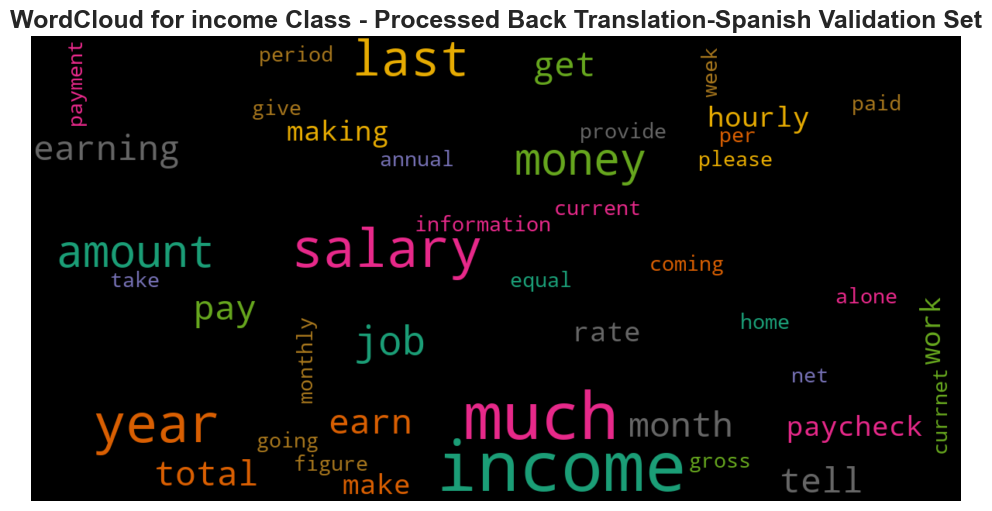 WordCloud for income Class - Processed Back Translation-Spanish Validation Set
payment
period
last
get
week
give
making
hourly
paid
earning
annual
provide
per
money
please
current
information
amount
salary
take
equal
coming
pay
alone
job
rate
home
work
monthly
net
currnet
year
earn
much
month
paycheck
going
total
figure
make
income
gross
tell